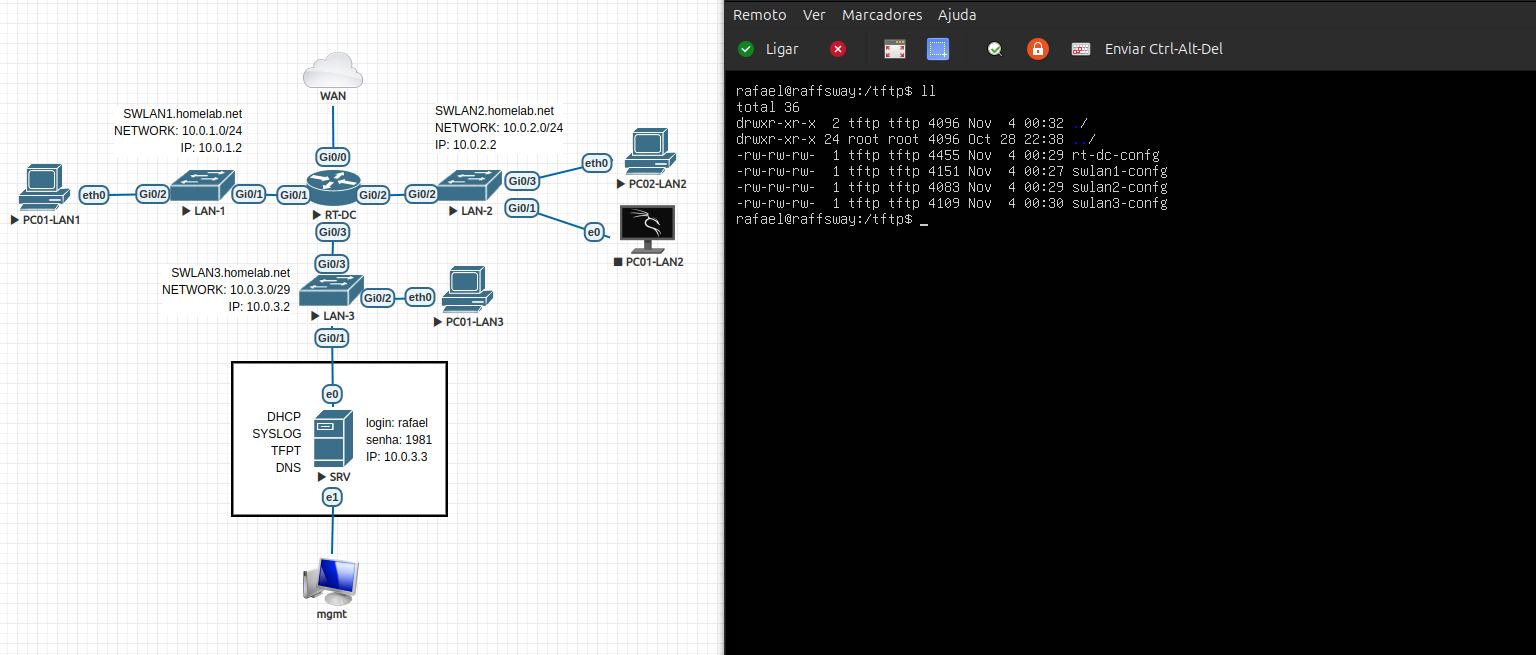 WAN
SWLAN1.homelab.net
NETWORK: 10.0.1.0/24
IP: 10.0.1.2
SWLAN2.homelab.net
NETWORK: 10.0.2.0/24
IP: 10.0.2.2
Gi0/0
eth0
Gi0/2
Gi0/1
Gi0/1
Gi0/2
Gi0/2
Gi0/3
eth0
PC01-LAN1
LAN-1
RT-DC
LAN-2
PC02-LAN2
Gi0/1
e0
PC01-LAN2
Gi0/3
Gi0/3
SWLAN3.homelab.net
NETWORK: 10.0.3.0/29
IP: 10.0.3.2
Gi0/2
eth0
LAN-3
PC01-LAN3
Gi0/1
e0
DHCP
SYSLOG
TFPT
DNS
login: rafael
senha: 1981
IP: 10.0.3.3
SRV
e1
mgmt
Remoto Ver Marcadores Ajuda
Ligar Enviar Ctrl-Alt-Del
rafael@raffsway:/tftp$ ll
total 36
drwxr-xr-x  2 tftp tftp 4096 Nov  4 00:32 ./
drwxr-xr-x 24 root root 4096 Oct 28 22:38 ../
-rw-rw-rw-  1 tftp tftp 4455 Nov  4 00:29 rt-dc-confg
-rw-rw-rw-  1 tftp tftp 4151 Nov  4 00:27 swlan1-confg
-rw-rw-rw-  1 tftp tftp 4083 Nov  4 00:29 swlan2-confg
-rw-rw-rw-  1 tftp tftp 4109 Nov  4 00:30 swlan3-confg
rafael@raffsway:/tftp$ _